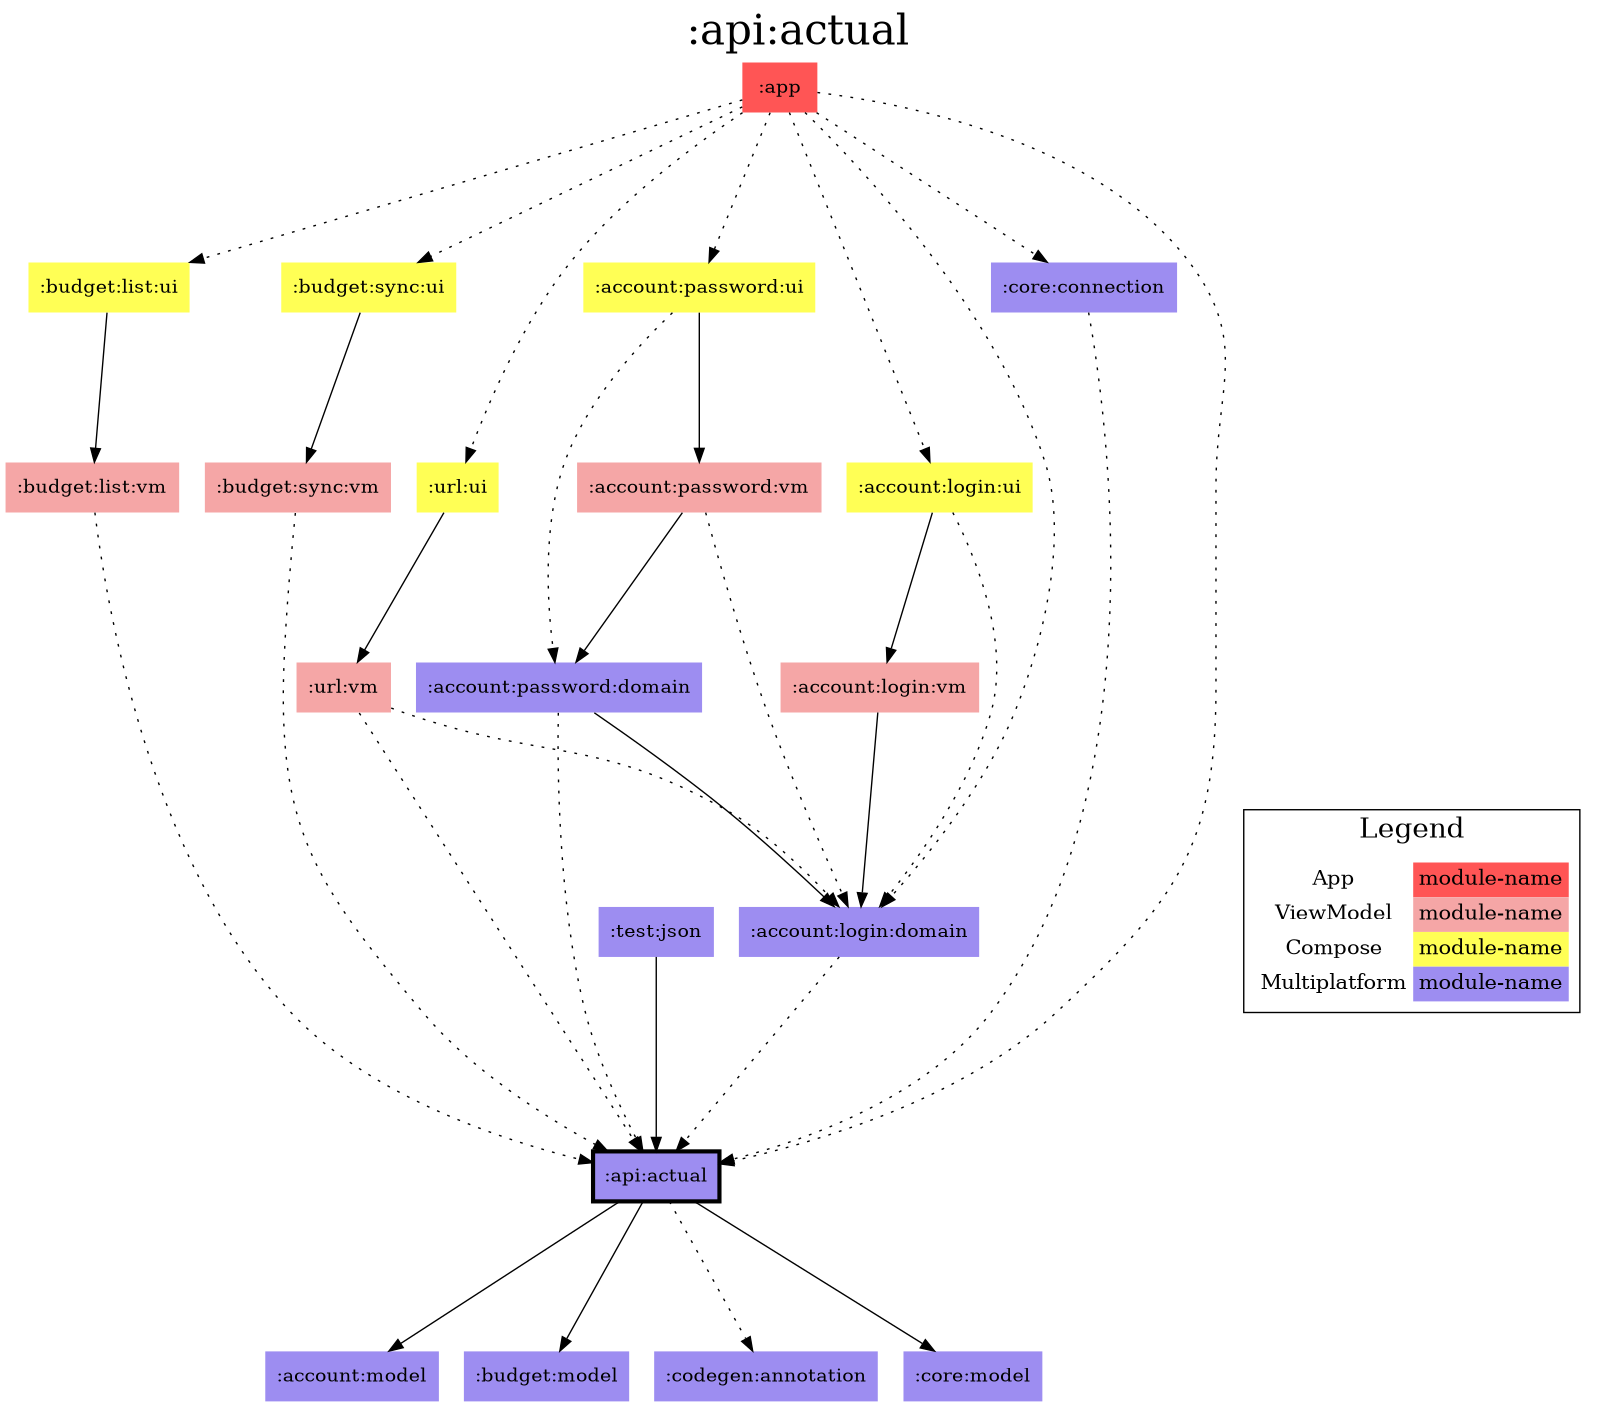 :api:actual
:app
:budget:list:ui
:budget:sync:ui
:account:password:ui
:core:connection
:budget:list:vm
:budget:sync:vm
:url:ui
:account:password:vm
:account:login:ui
:url:vm
:account:password:domain
:account:login:vm
:test:json
:account:login:domain
Legend
App module-name
ViewModel module-name
Compose module-name
Multiplatform module-name
:api:actual
:account:model
:budget:model
:codegen:annotation
:core:model